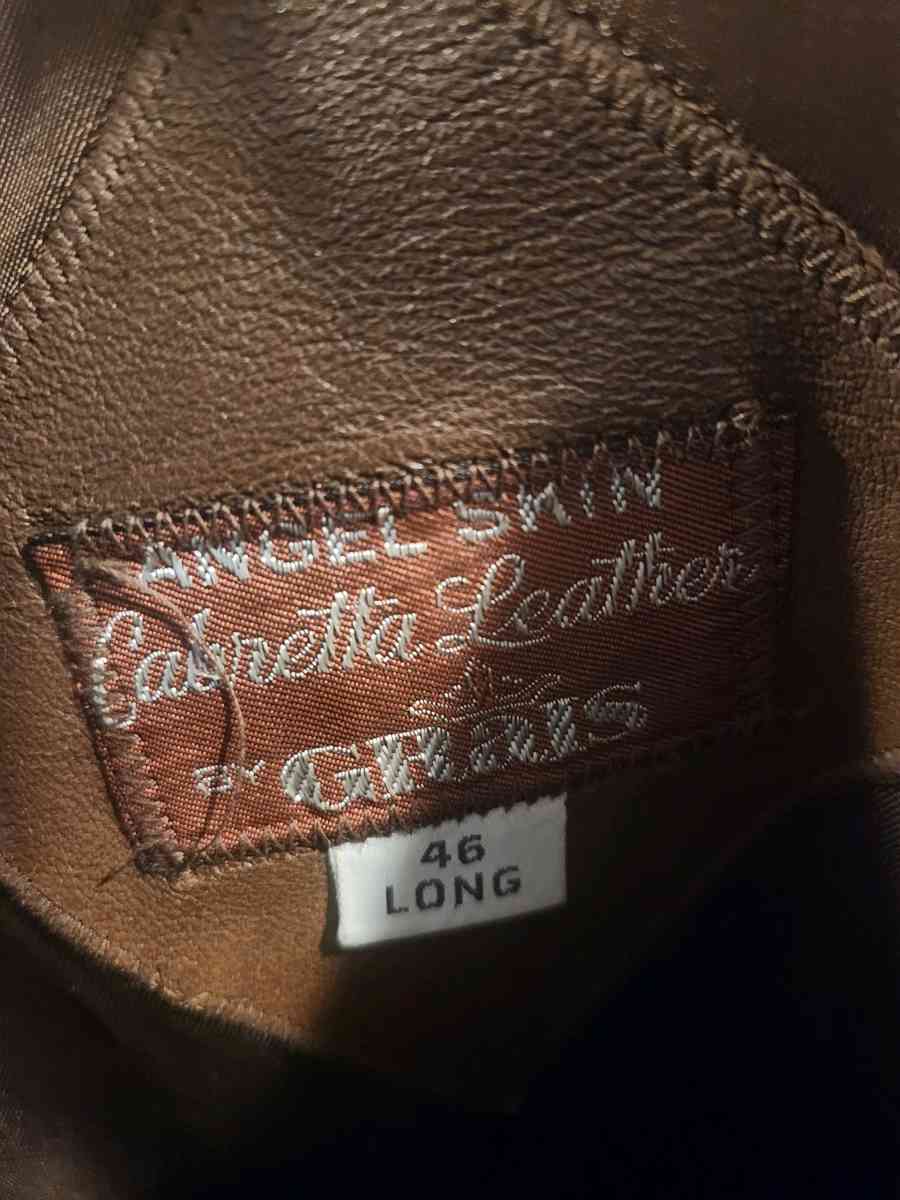 ANGEL SKIN
Cabretta Leather
BY GRAIS
46
LONG